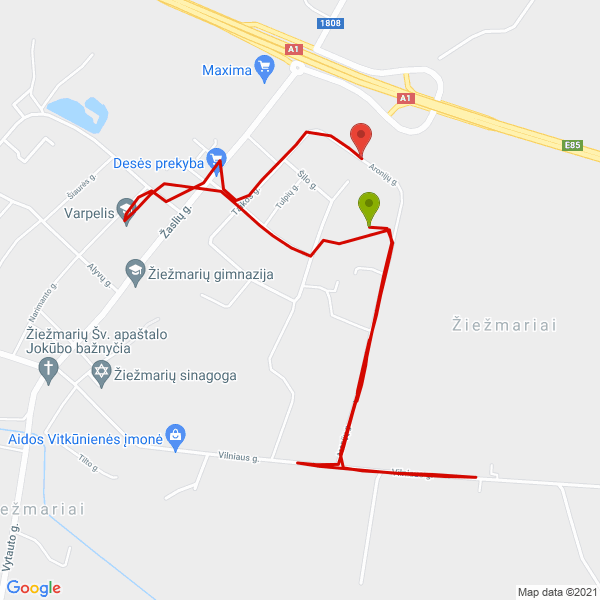 1808
A1
Maxima
A1
E85
Desės prekyba
Aronijų g.
Šilo g.
Šiaurės g.
Tulpių g.
Varpelis
Žaslių g.
Alyvų g.
Žiežmarių gimnazija
Narimanto g.
Žiežmariai
Žiežmarių Šv. apaštalo
Jokūbo bažnyčia
Žiežmarių sinagoga
Aidos Vitkūnienės įmonė
Vilniaus g.
Tilto g.
Vilniaus g.
iežmariai
Vytauto g.
Google
Map data ©2021